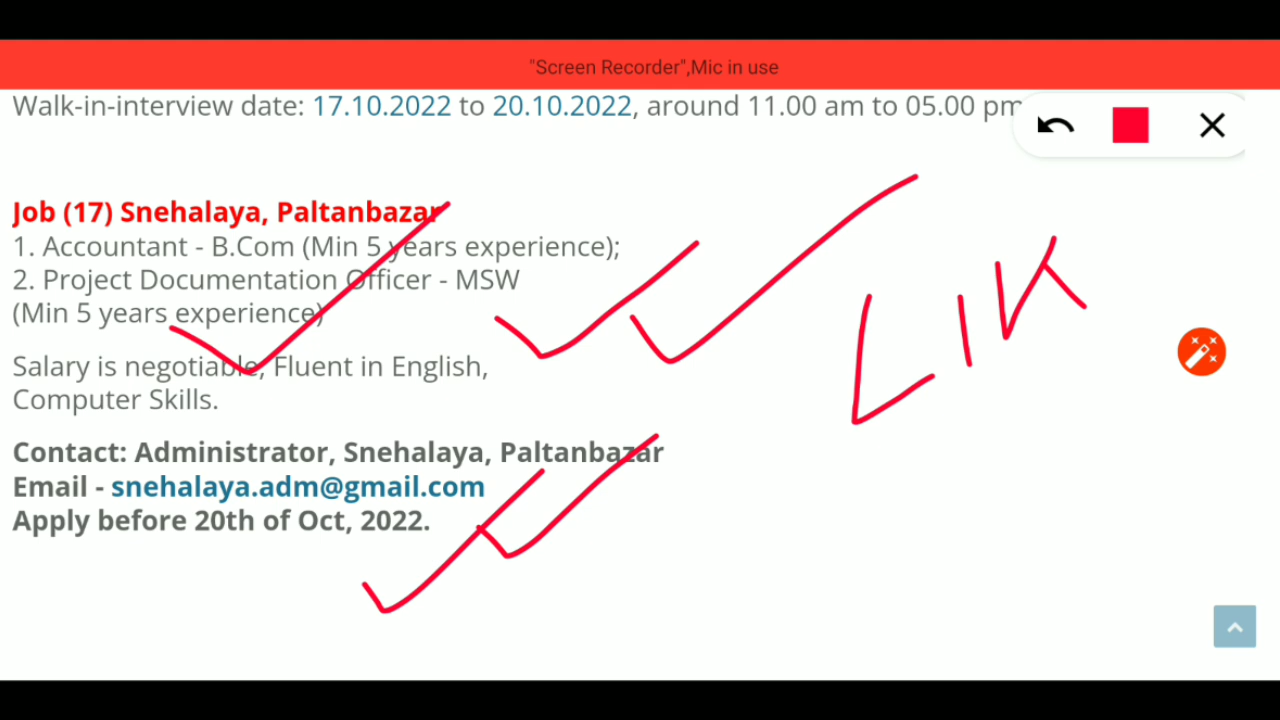 "Screen Recorder",Mic in use
Walk-in-interview date: 17.10.2022 to 20.10.2022, around 11.00 am to 05.00 pm
Job (17) Snehalaya, Paltanbazar
1. Accountant - B.Com (Min 5 years experience);
2. Project Documentation Officer - MSW
(Min 5 years experience)
Salary is negotiable, Fluent in English,
Computer Skills.
Contact: Administrator, Snehalaya, Paltanbazar
Email - snehalaya.adm@gmail.com
Apply before 20th of Oct, 2022.
LIK